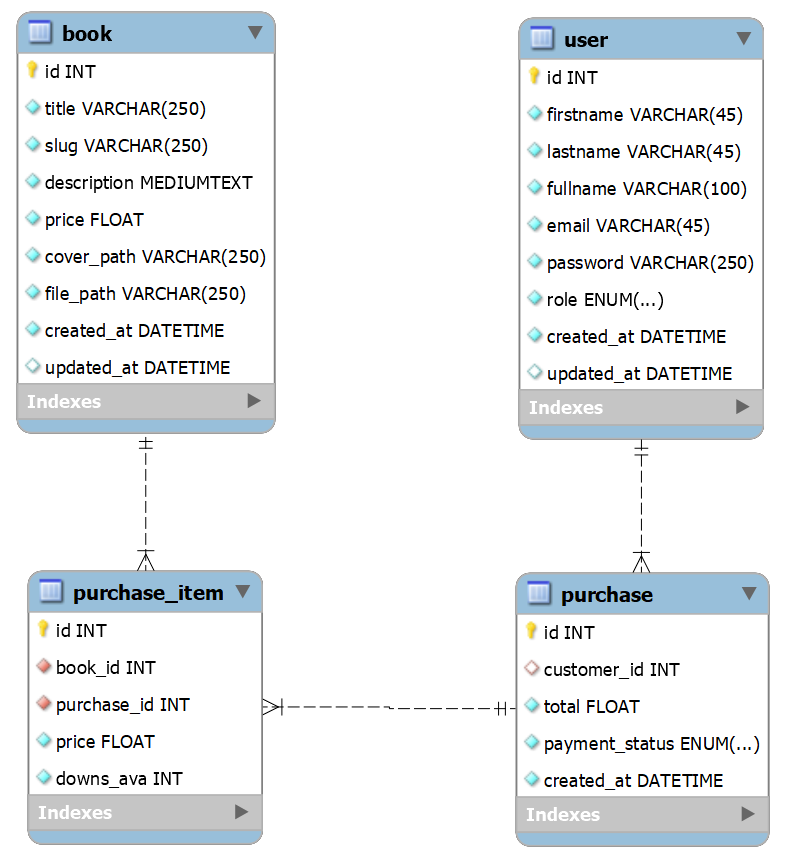 book
id INT
title VARCHAR(250)
slug VARCHAR(250)
description MEDIUMTEXT
price FLOAT
cover_path VARCHAR(250)
file_path VARCHAR(250)
created_at DATETIME
updated_at DATETIME
Indexes
user
id INT
firstname VARCHAR(45)
lastname VARCHAR(45)
fullname VARCHAR(100)
email VARCHAR(45)
password VARCHAR(250)
role ENUM(...)
created_at DATETIME
updated_at DATETIME
Indexes
purchase_item
id INT
book_id INT
purchase_id INT
price FLOAT
downs_ava INT
Indexes
purchase
id INT
customer_id INT
total FLOAT
payment_status ENUM(...)
created_at DATETIME
Indexes